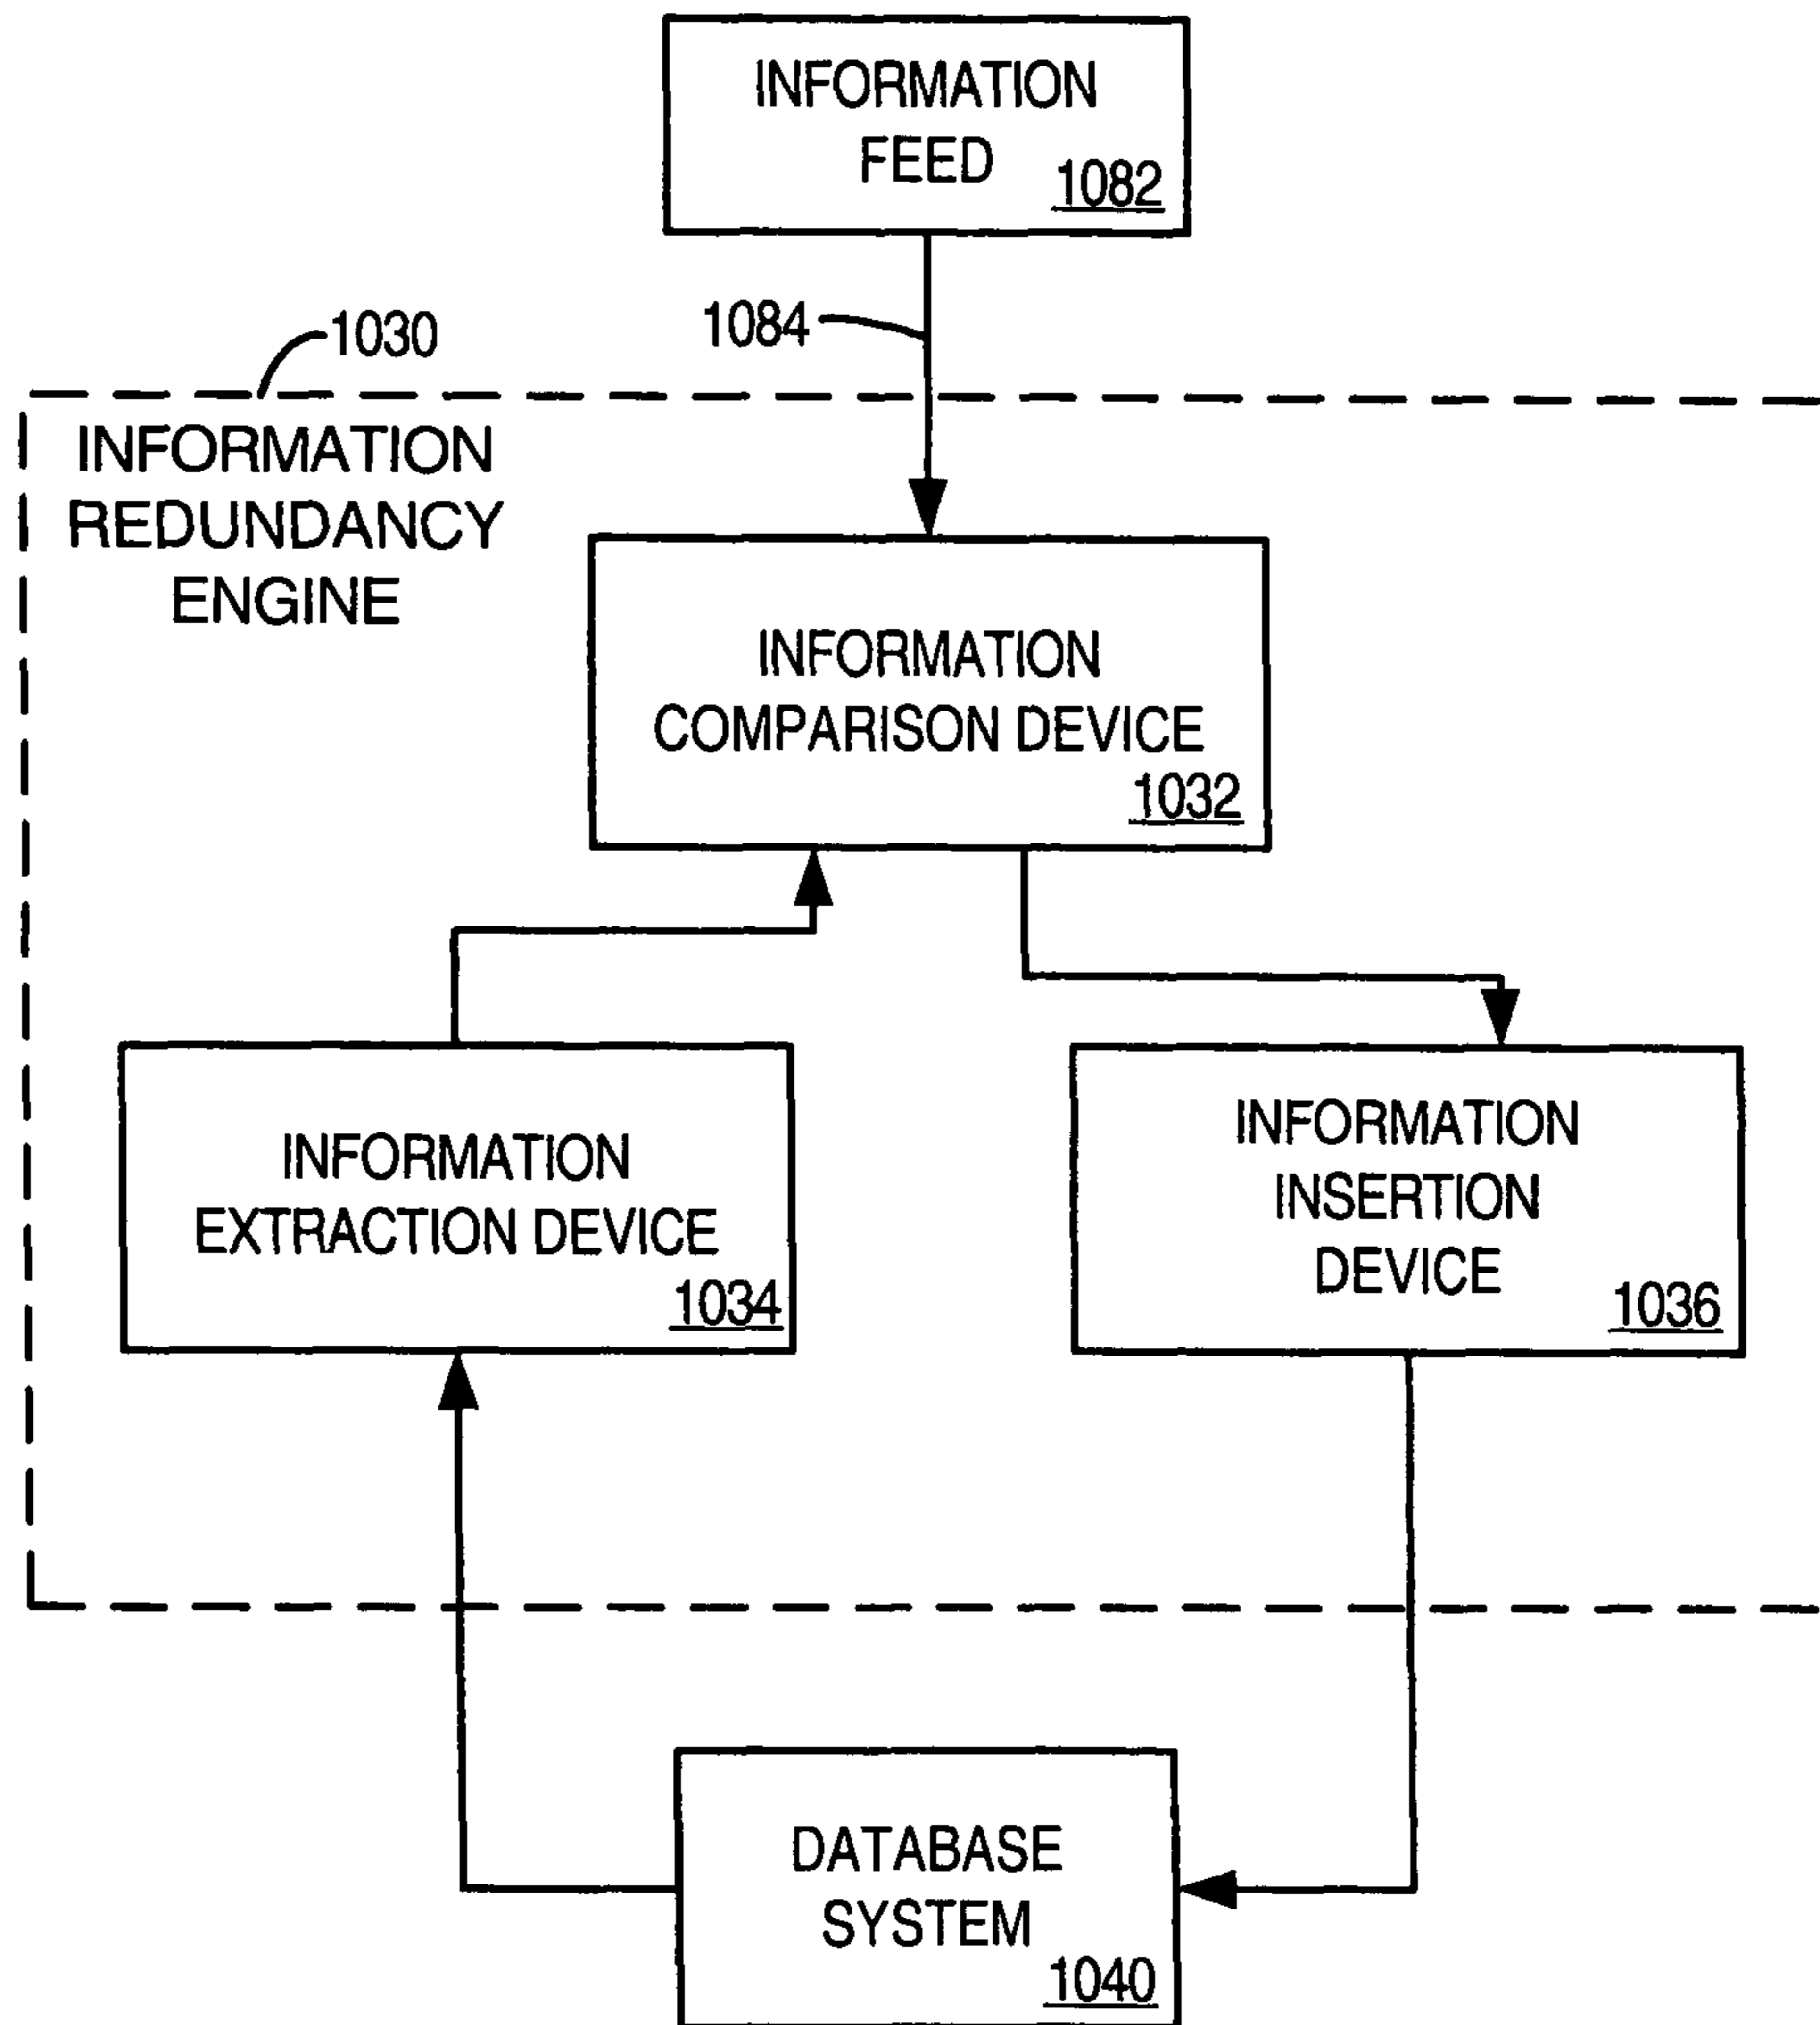 INFORMATION
FEED
1082
1084
1030
INFORMATION
REDUNDANCY
ENGINE
INFORMATION
COMPARISON DEVICE
1032
INFORMATION
EXTRACTION DEVICE
1034
INFORMATION
INSERTION
DEVICE
1036
DATABASE
SYSTEM
1040